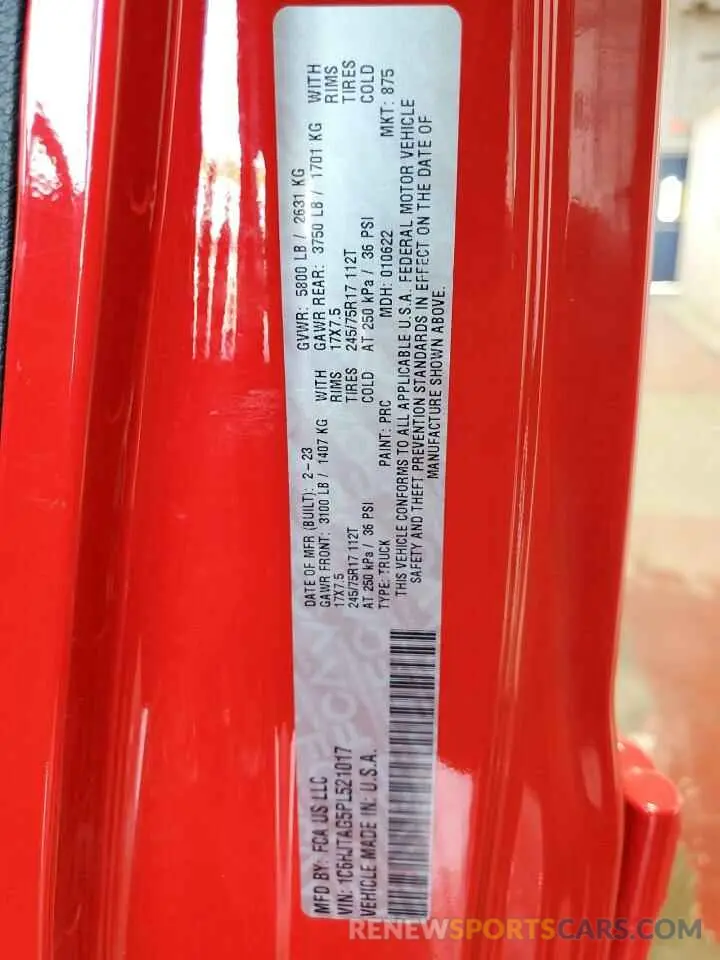 MFD BY: FCA US LLC
VIN: 1C6HJTAG5PL521017
VEHICLE MADE IN: U.S.A.
DATE OF MFR (BUILT): 2-23 GVWR: 5800 LB / 2631 KG
GAWR FRONT: 3100 LB / 1407 KG WITH GAWR REAR: 3750 LB / 1701 KG WITH
17X7.5 RIMS 17X7.5 RIMS
245/75R17 112T TIRES 245/75R17 112T TIRES
AT 250 kPa / 36 PSI COLD AT 250 kPa / 36 PSI COLD
TYPE: TRUCK PAINT: PRC MDH: 010622 MKT: 875
THIS VEHICLE CONFORMS TO ALL APPLICABLE U.S.A. FEDERAL MOTOR VEHICLE
SAFETY AND THEFT PREVENTION STANDARDS IN EFFECT ON THE DATE OF
MANUFACTURE SHOWN ABOVE.
RENEWSPORTSCARS.COM